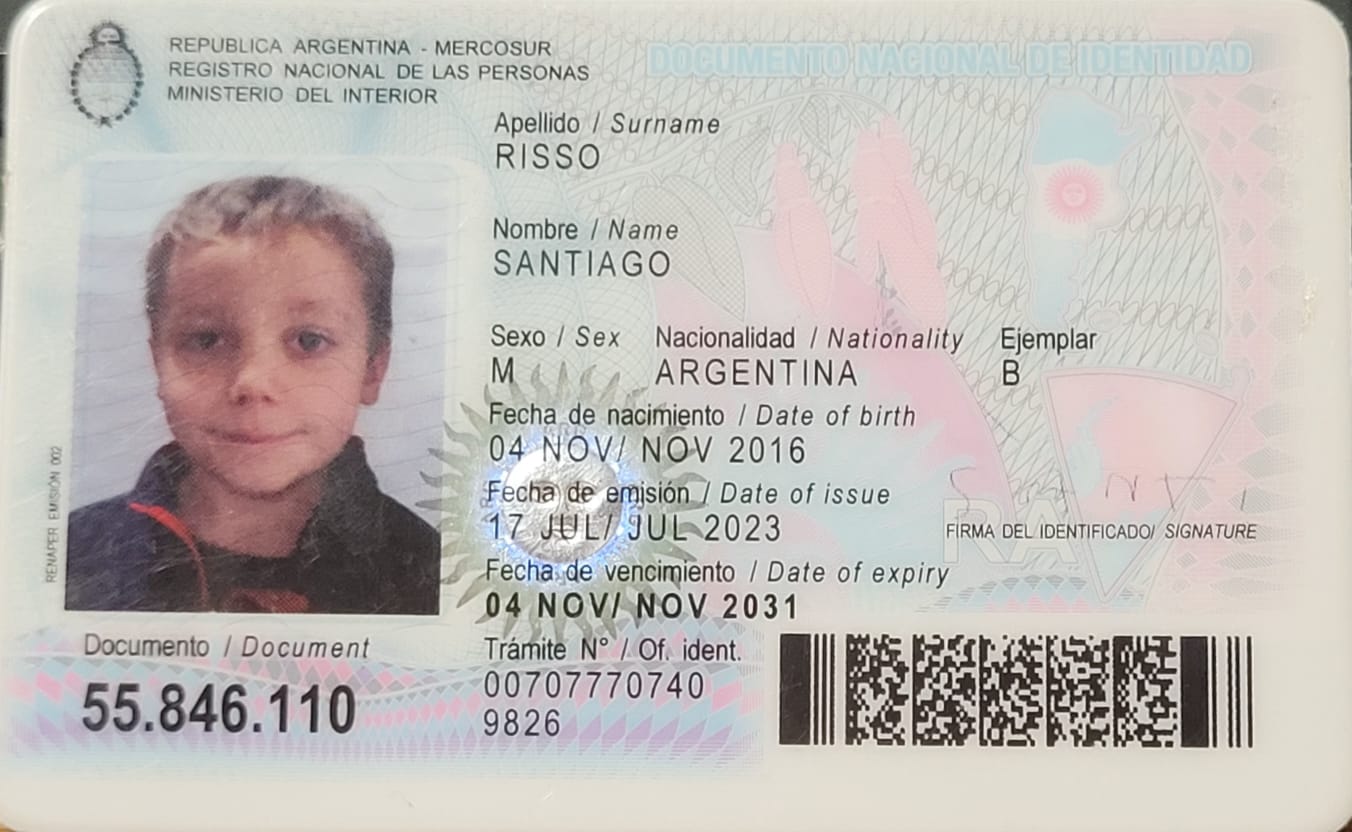 REPUBLICA ARGENTINA - MERCOSUR
REGISTRO NACIONAL DE LAS PERSONAS
MINISTERIO DEL INTERIOR
DOCUMENTO NACIONAL DE IDENTIDAD
Apellido / Surname
RISSO
Nombre / Name
SANTIAGO
Sexo / Sex Nacionalidad / Nationality Ejemplar
M ARGENTINA B
Fecha de nacimiento / Date of birth
04 NOV/ NOV 2016
Fecha de emisión / Date of issue
17 JUL/ JUL 2023
FIRMA DEL IDENTIFICADO/ SIGNATURE
RA
Fecha de vencimiento / Date of expiry
04 NOV/ NOV 2031
RENAPER EMISIÓN 002
Documento / Document
55.846.110
Trámite N° / Of. ident.
00707770740
9826